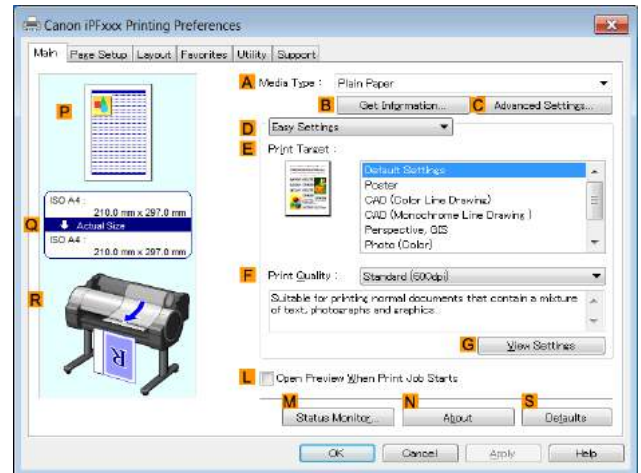 Canon iPFxxx Printing Preferences
Main Page Setup Layout Favorites Utility Support
A Media Type : Plain Paper
B Get Information... C Advanced Settings...
D Easy Settings
E Print Target :
Default Settings
Poster
CAD (Color Line Drawing)
CAD (Monochrome Line Drawing )
Perspective, GIS
Photo (Color)
P
ISO A4 :
210.0 mm x 297.0 mm
Q Actual Size
ISO A4 :
210.0 mm x 297.0 mm
R
R
F Print Quality : Standard (600dpi)
Suitable for printing normal documents that contain a mixture
of text, photographs and graphics.
G View Settings
L Open Preview When Print Job Starts
M N S
Status Monitor... About Defaults
OK Cancel Apply Help